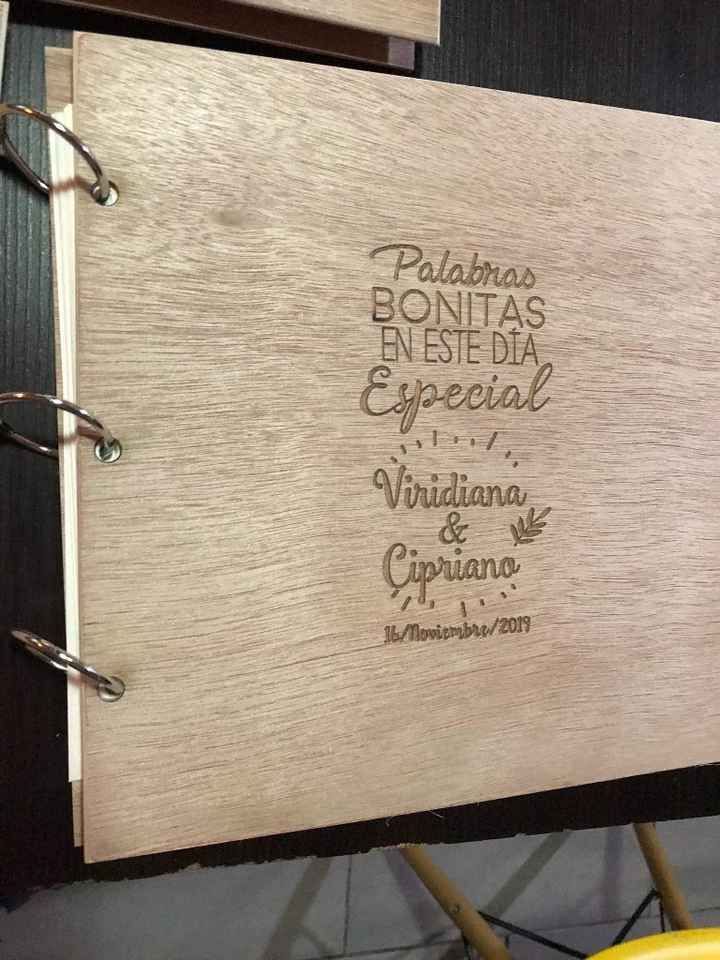 Palabras
BONITAS
EN ESTE DÍA
Especial
Viridiana
&
Cipriano
16/Noviembre/2019